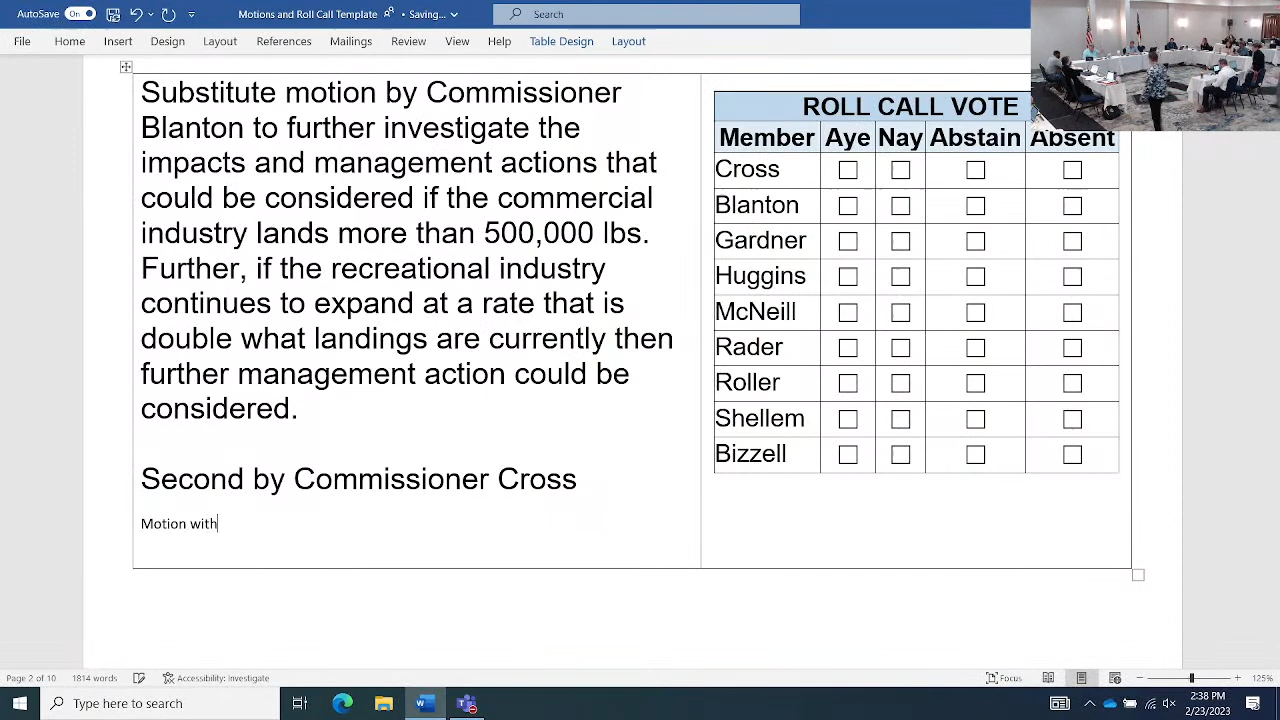 AutoSave On
Motions and Roll Call Template • Saving...
Search
File Home Insert Design Layout References Mailings Review View Help Table Design Layout
Substitute motion by Commissioner
Blanton to further investigate the
impacts and management actions that
could be considered if the commercial
industry lands more than 500,000 lbs.
Further, if the recreational industry
continues to expand at a rate that is
double what landings are currently then
further management action could be
considered.
Second by Commissioner Cross
Motion with
ROLL CALL VOTE
Member Aye Nay Abstain Absent
Cross
Blanton
Gardner
Huggins
McNeill
Rader
Roller
Shellem
Bizzell
Page 2 of 10 1814 words Accessibility: Investigate Focus 125%
Type here to search
2:38 PM
2/23/2023